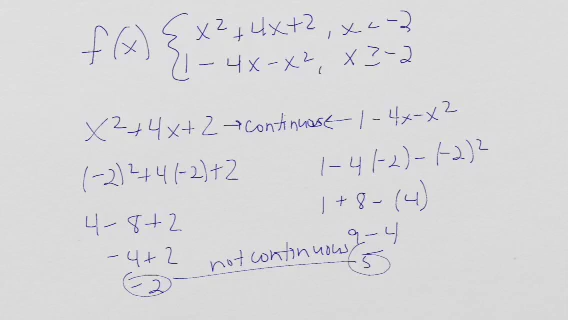 f(x) { x² + 4x + 2, x < -2
1 - 4x - x², x ≥ -2
x² + 4x + 2 → continuous ← 1 - 4x - x²
(-2)² + 4(-2) + 2
1 - 4(-2) - (-2)²
4 - 8 + 2
1 + 8 - (4)
-4 + 2
9 - 4
-2 not continuous 5